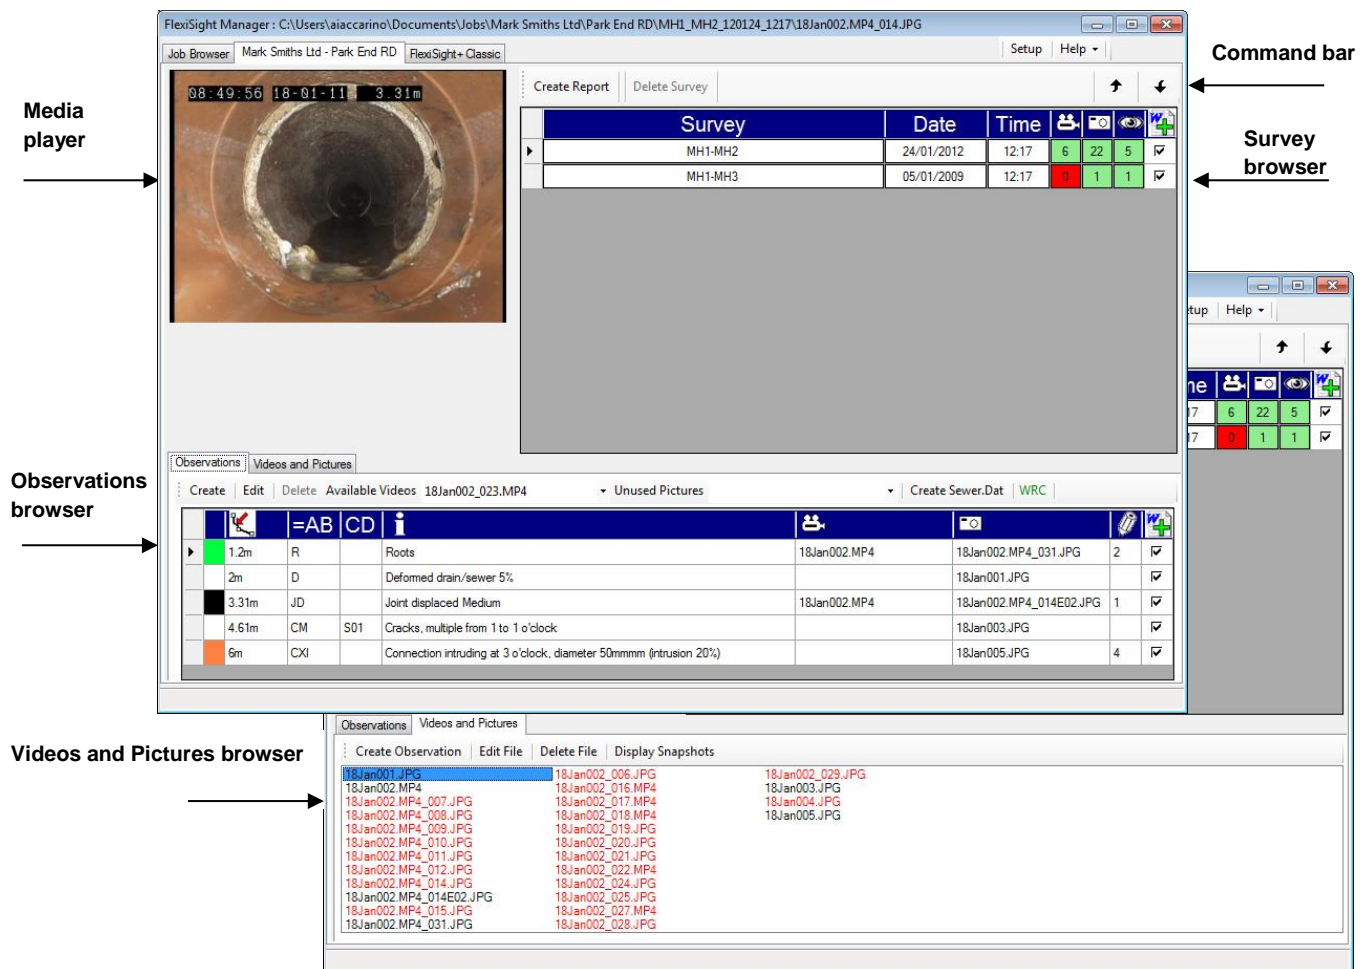 FlexiSight Manager : C:\Users\aiaccarino\Documents\Jobs\Mark Smiths Ltd\Park End RD\MH1_MH2_120124_1217\18Jan002.MP4_014.JPG
Job Browser Mark Smiths Ltd - Park End RD FlexiSight+ Classic Setup Help
Command bar
08:49:56 18-01-11 3.31m
Create Report Delete Survey
Media
player
Survey Date Time
MH1-MH2 24/01/2012 12:17 6 22 5
MH1-MH3 05/01/2009 12:17 0 1 1
Survey
browser
tup Help
ne
17 6 22 5
17 0 1 1
Observations Videos and Pictures
Observations
browser
Create Edit Delete Available Videos 18Jan002_023.MP4 Unused Pictures Create Sewer.Dat WRC
=AB CD i
1.2m R Roots 18Jan002.MP4 18Jan002.MP4_031.JPG 2
2m D Deformed drain/sewer 5% 18Jan001.JPG
3.31m JD Joint displaced Medium 18Jan002.MP4 18Jan002.MP4_014E02.JPG 1
4.61m CM S01 Cracks, multiple from 1 to 1 o'clock 18Jan003.JPG
6m CXI Connection intruding at 3 o'clock, diameter 50mmmm (intrusion 20%) 18Jan005.JPG 4
Observations Videos and Pictures
Videos and Pictures browser
Create Observation Edit File Delete File Display Snapshots
18Jan001.JPG 18Jan002_006.JPG 18Jan002_029.JPG
18Jan002.MP4 18Jan002_016.MP4 18Jan003.JPG
18Jan002.MP4_007.JPG 18Jan002_017.MP4 18Jan004.JPG
18Jan002.MP4_008.JPG 18Jan002_018.MP4 18Jan005.JPG
18Jan002.MP4_009.JPG 18Jan002_019.JPG
18Jan002.MP4_010.JPG 18Jan002_020.JPG
18Jan002.MP4_011.JPG 18Jan002_021.JPG
18Jan002.MP4_012.JPG 18Jan002_022.MP4
18Jan002.MP4_014.JPG 18Jan002_024.JPG
18Jan002.MP4_014E02.JPG 18Jan002_025.JPG
18Jan002.MP4_015.JPG 18Jan002_027.MP4
18Jan002.MP4_031.JPG 18Jan002_028.JPG